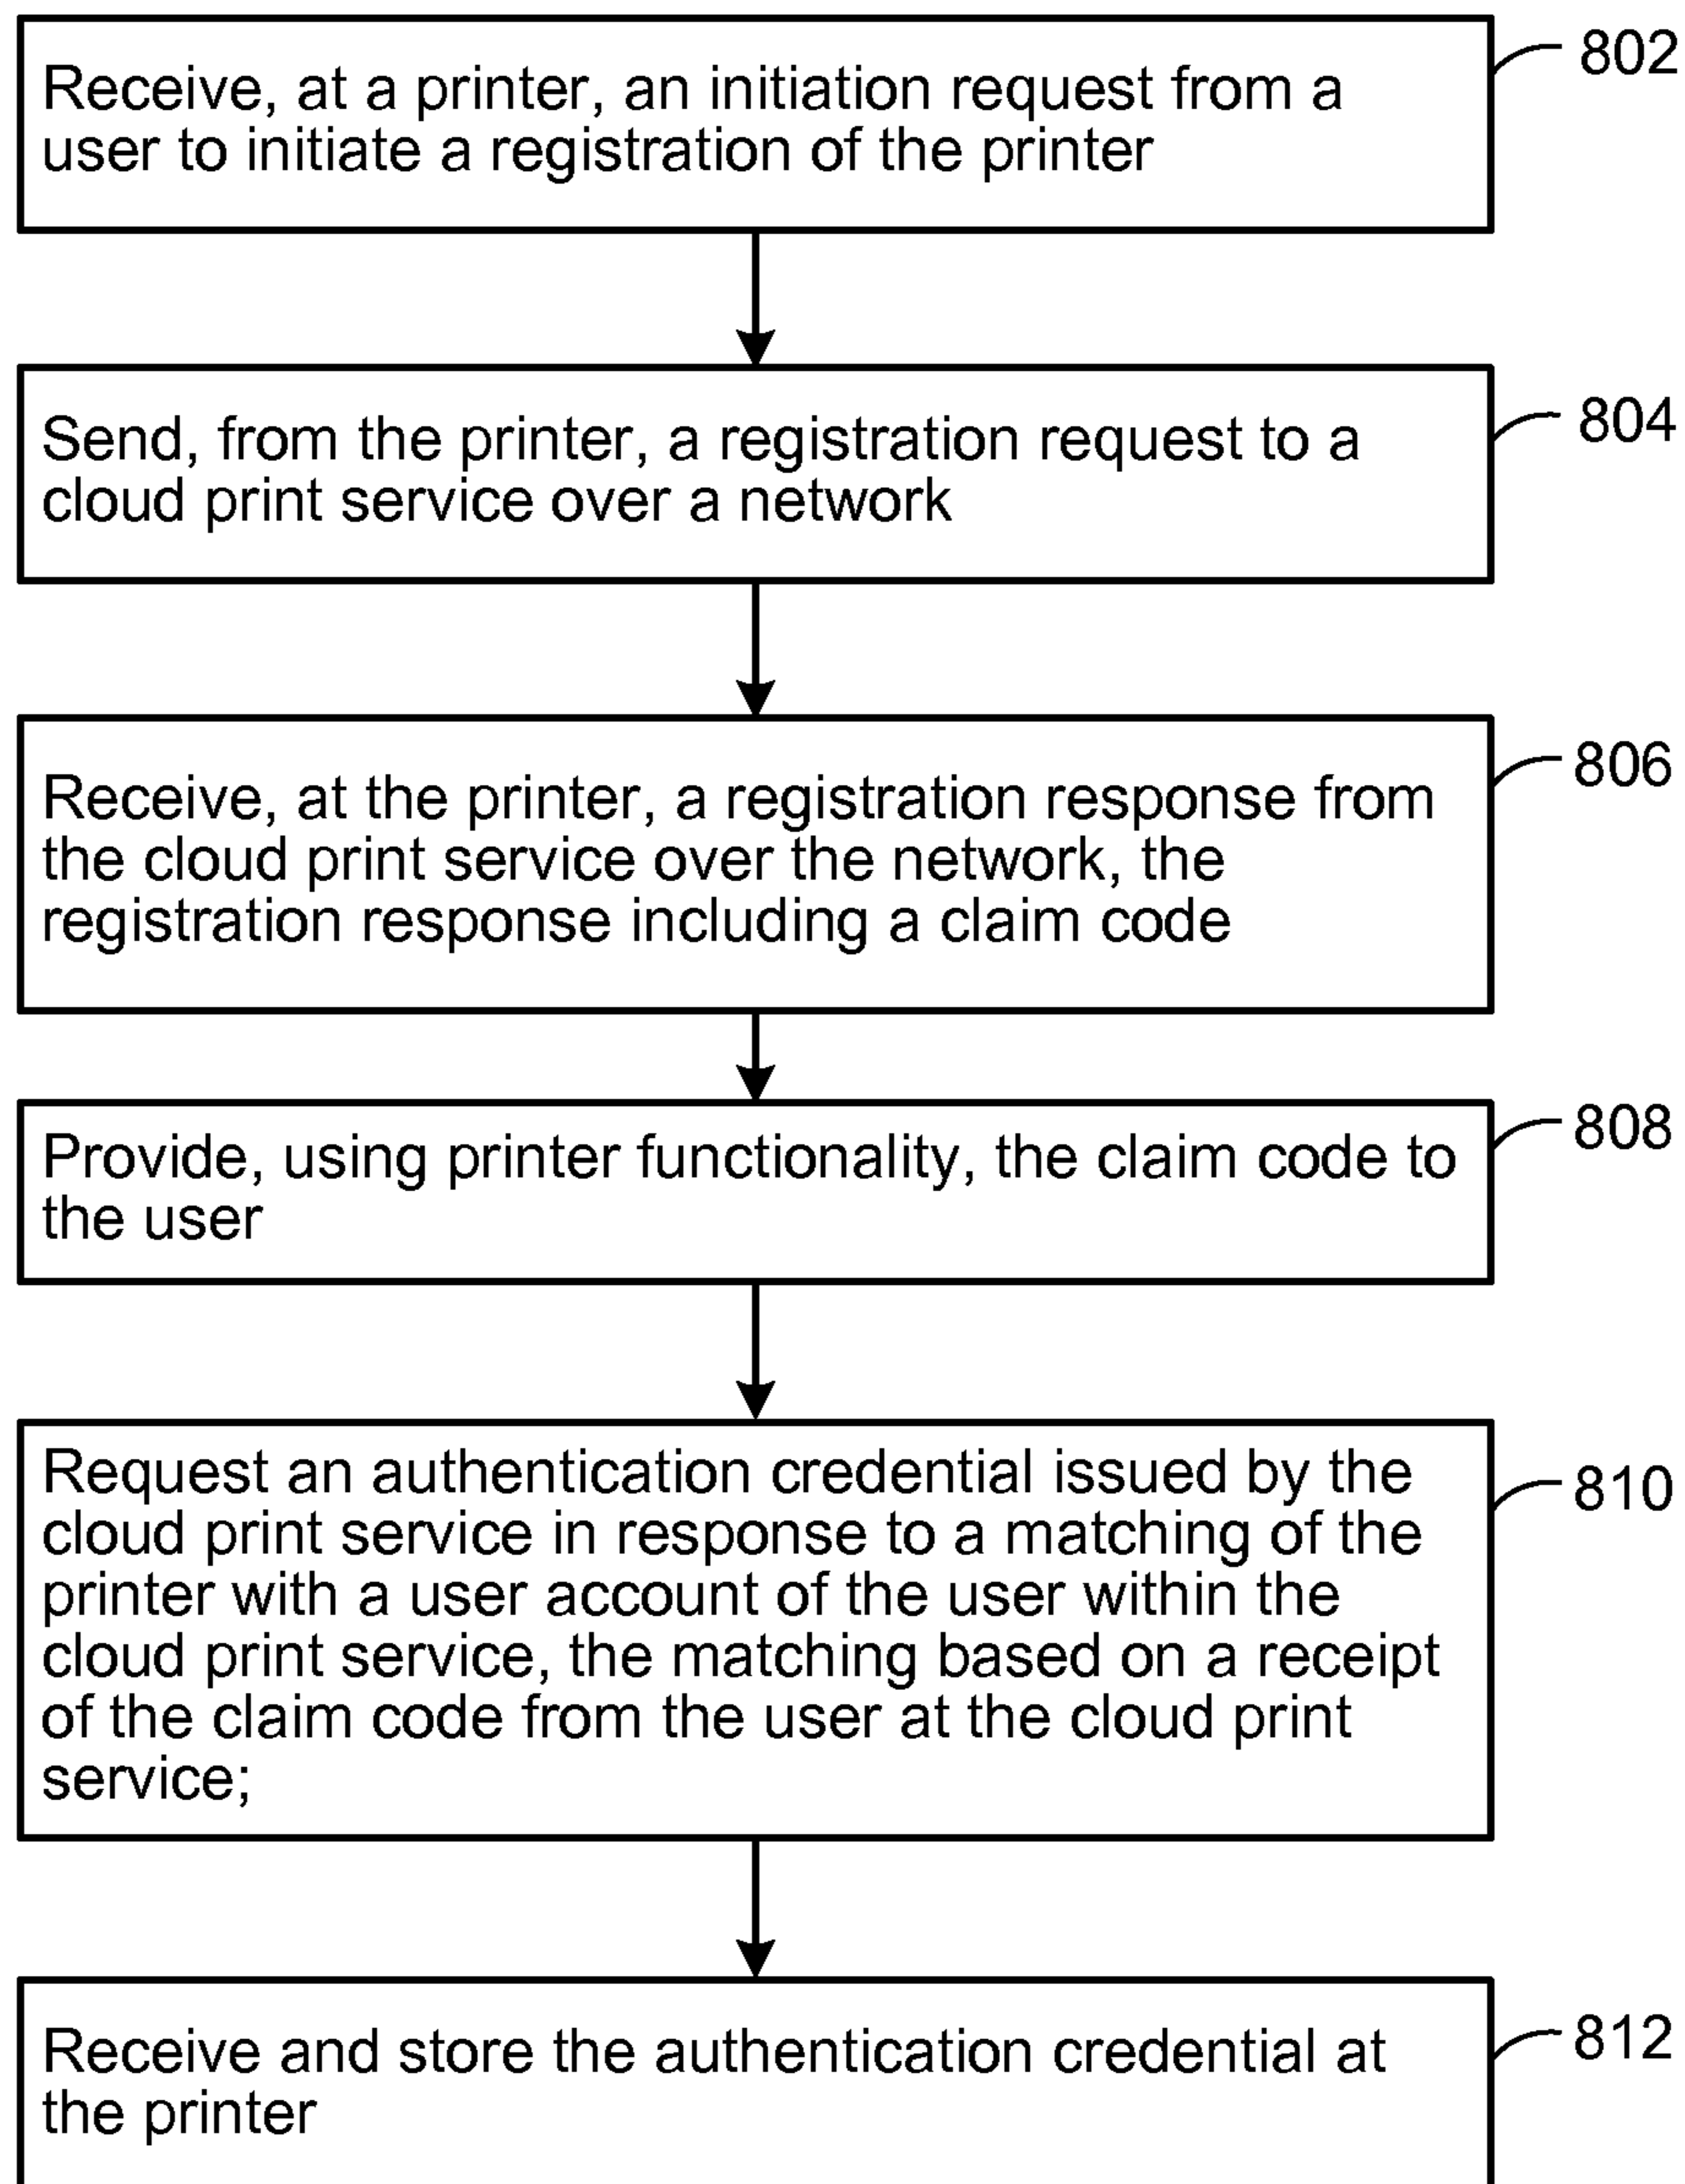 802
Receive, at a printer, an initiation request from a
user to initiate a registration of the printer
804
Send, from the printer, a registration request to a
cloud print service over a network
806
Receive, at the printer, a registration response from
the cloud print service over the network, the
registration response including a claim code
808
Provide, using printer functionality, the claim code to
the user
810
Request an authentication credential issued by the
cloud print service in response to a matching of the
printer with a user account of the user within the
cloud print service, the matching based on a receipt
of the claim code from the user at the cloud print
service;
812
Receive and store the authentication credential at
the printer